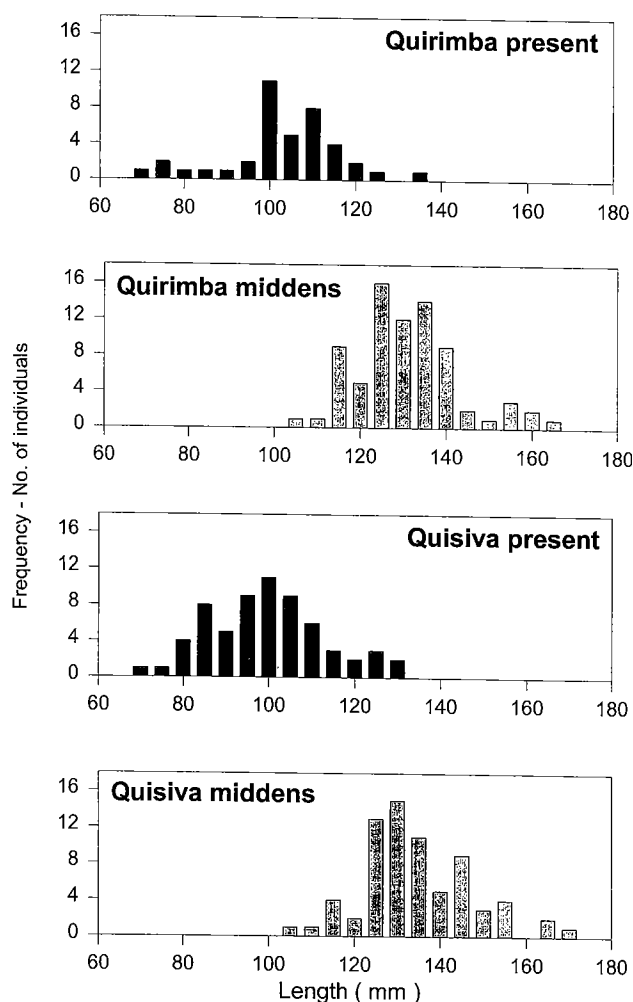 Quirimba present
16
12
8
4
0
60 80 100 120 140 160 180
Quirimba middens
16
12
8
4
0
60 80 100 120 140 160 180
Quisiva present
16
12
8
4
0
60 80 100 120 140 160 180
Quisiva middens
16
12
8
4
0
60 80 100 120 140 160 180
Frequency - No. of individuals
Length ( mm )